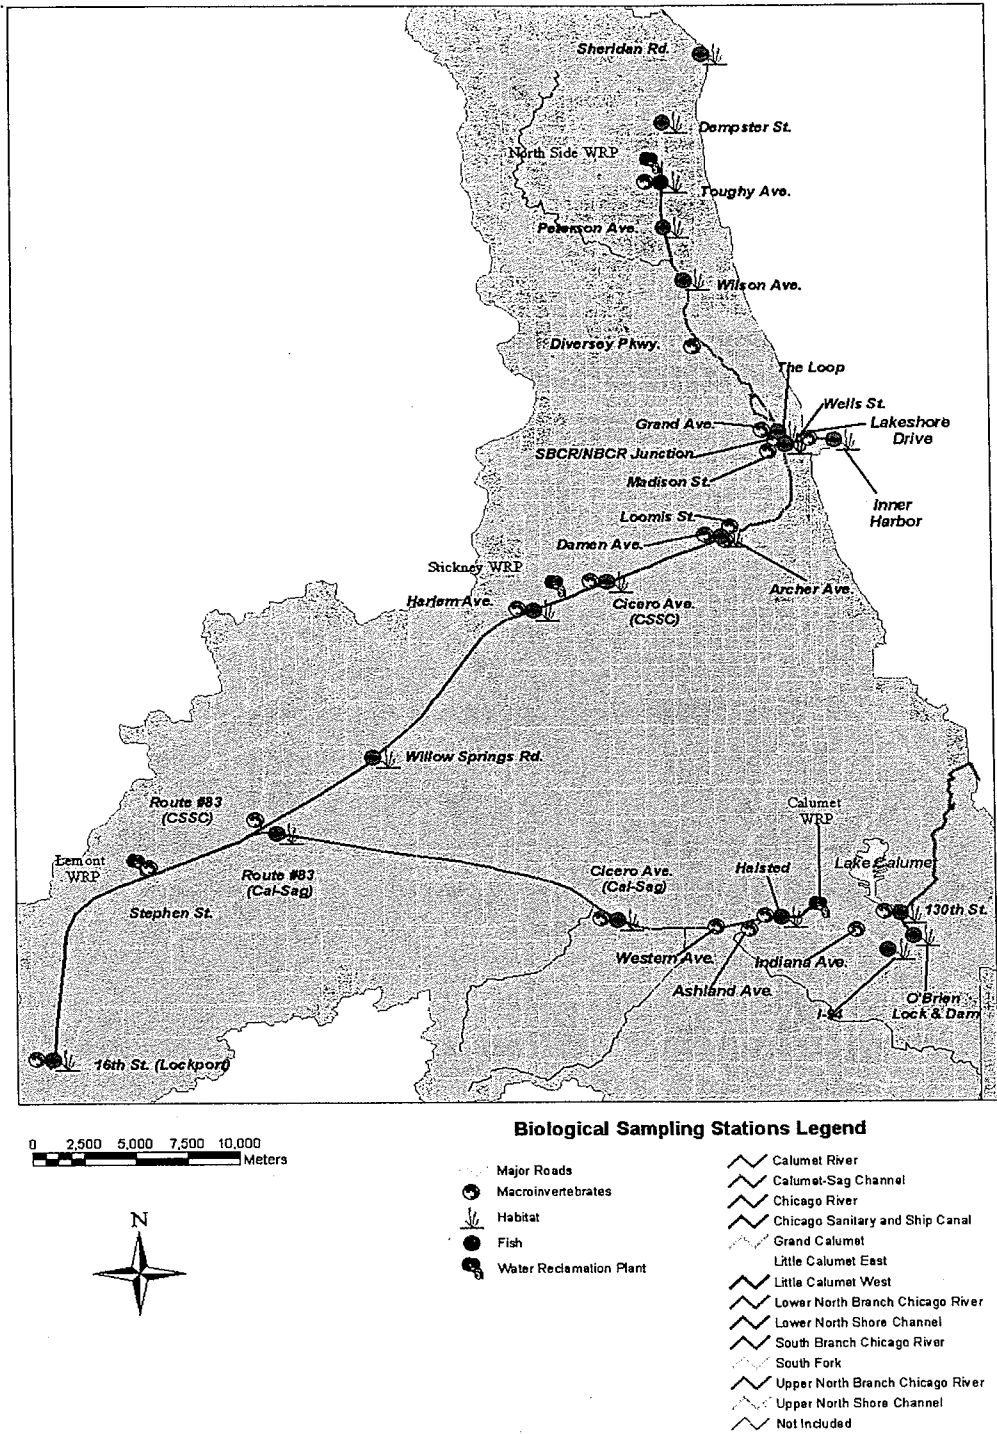 Sheridan Rd.
Dempster St.
North Side WRP
Toughy Ave.
Peterson Ave.
Wilson Ave.
Diversey Pkwy.
The Loop
Wells St.
Grand Ave.
Lakeshore
Drive
SBCR/NBCR Junction
Madison St.
Inner
Harbor
Loomis St.
Damen Ave.
Stickney WRP
Archer Ave.
Harlem Ave.
Cicero Ave.
(CSSC)
Willow Springs Rd.
Route #83
(CSSC)
Calumet
WRP
Lemont
WRP
Route #83
(Cal-Sag)
Cicero Ave.
(Cal-Sag)
Halsted
Lake Calumet
Stephen St.
130th St.
Western Ave.
Indiana Ave.
Ashland Ave.
I-94
O'Brien
Lock & Dam
16th St. (Lockport)
Biological Sampling Stations Legend
0 2,500 5,000 7,500 10,000
Meters
N
Major Roads
Macroinvertebrates
Habitat
Fish
Water Reclamation Plant
Calumet River
Calumet-Sag Channel
Chicago River
Chicago Sanitary and Ship Canal
Grand Calumet
Little Calumet East
Little Calumet West
Lower North Branch Chicago River
Lower North Shore Channel
South Branch Chicago River
South Fork
Upper North Branch Chicago River
Upper North Shore Channel
Not Included